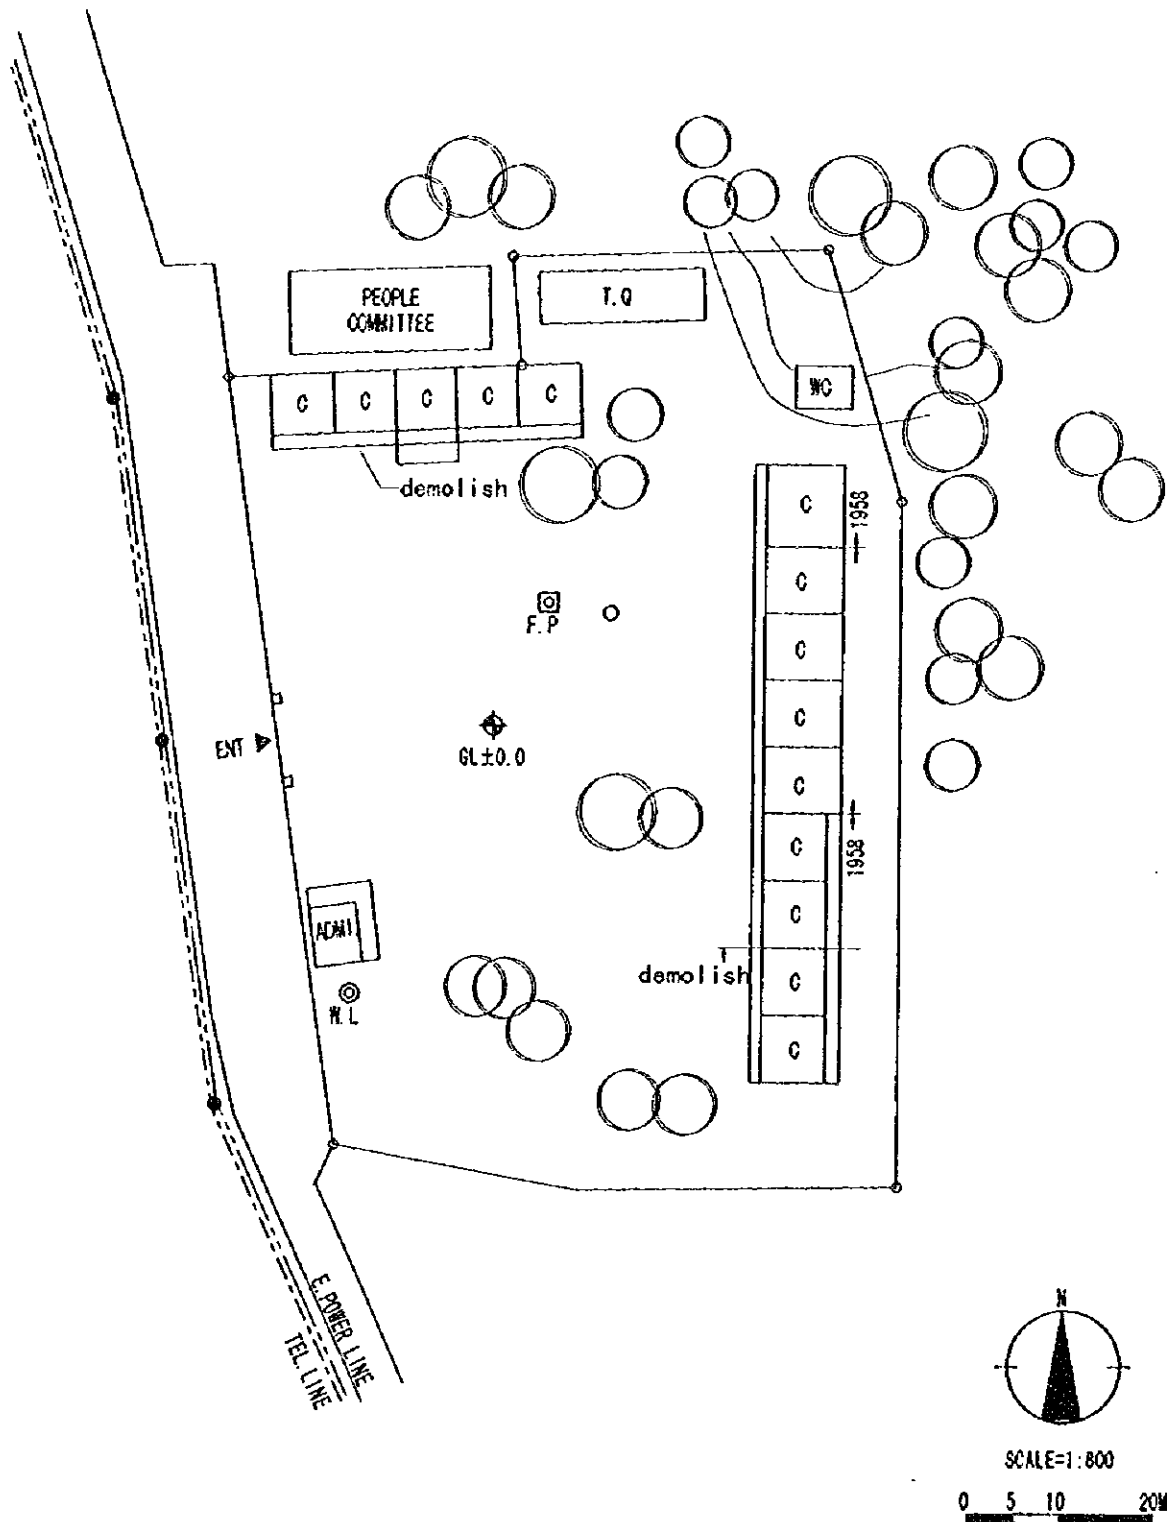 PEOPLE
COMMITTEE
T.Q
WC
C
C
C
C
C
demolish
C
1958
C
F.P
C
C
ENT
GL±0.0
C
C
1958
C
ADMI
demolish
C
W.L
C
E.POWER LINE
TEL.LINE
N
SCALE=1:800
0 5 10 20M